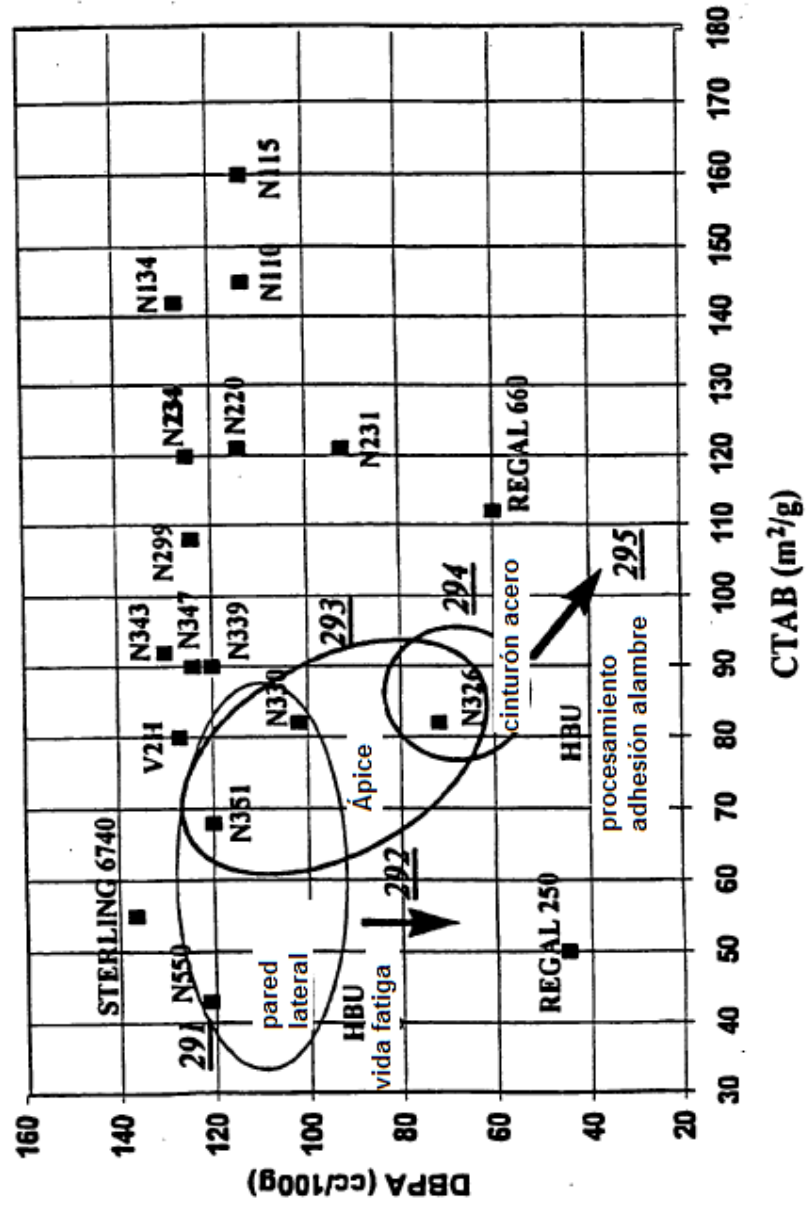 DBPA (cc/100g)
160
140
120
100
80
60
40
20
STERLING 6740
V2H
N343
N347
N339
N299
N234
N220
N134
N110
N115
N231
N550
291
N351
N330
293
pared
lateral
Ápice
HBU
vida fatiga
292
294
N326
cinturón acero
REGAL 660
295
HBU
procesamiento
adhesión alambre
REGAL 250
30
40
50
60
70
80
90
100
110
120
130
140
150
160
170
180
CTAB (m²/g)